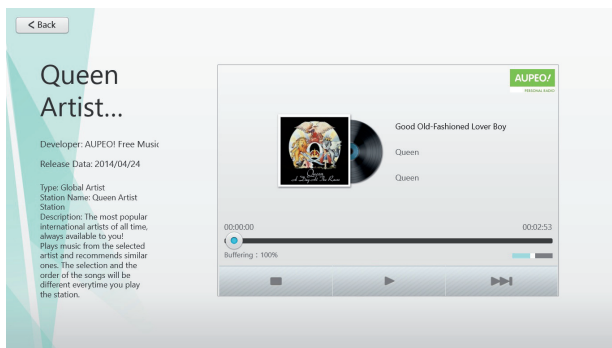 < Back
Queen
Artist...
Developer: AUPEO! Free Music
Release Data: 2014/04/24
Type: Global Artist
Station Name: Queen Artist
Station
Description: The most popular
international artists of all time,
always available to you!
Plays music from the selected
artist and recommends similar
ones. The selection and the
order of the songs will be
different everytime you play
the station.
AUPEO!
PERSONAL RADIO
Queen
A Day At The Races
Good Old-Fashioned Lover Boy
Queen
Queen
00:00:00
00:02:53
Buffering : 100%